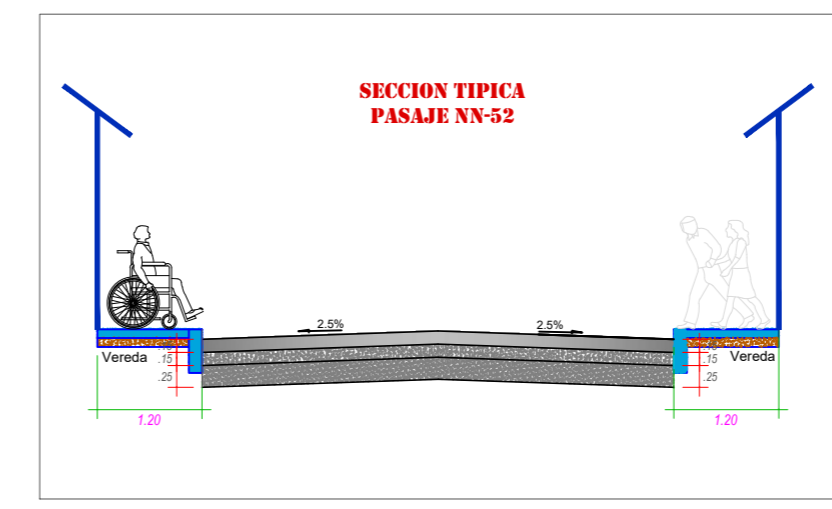 SECCION TIPICA
PASAJE NN-52
2.5%
2.5%
Vereda
.15
.25
.15
Vereda
.25
1.20
1.20